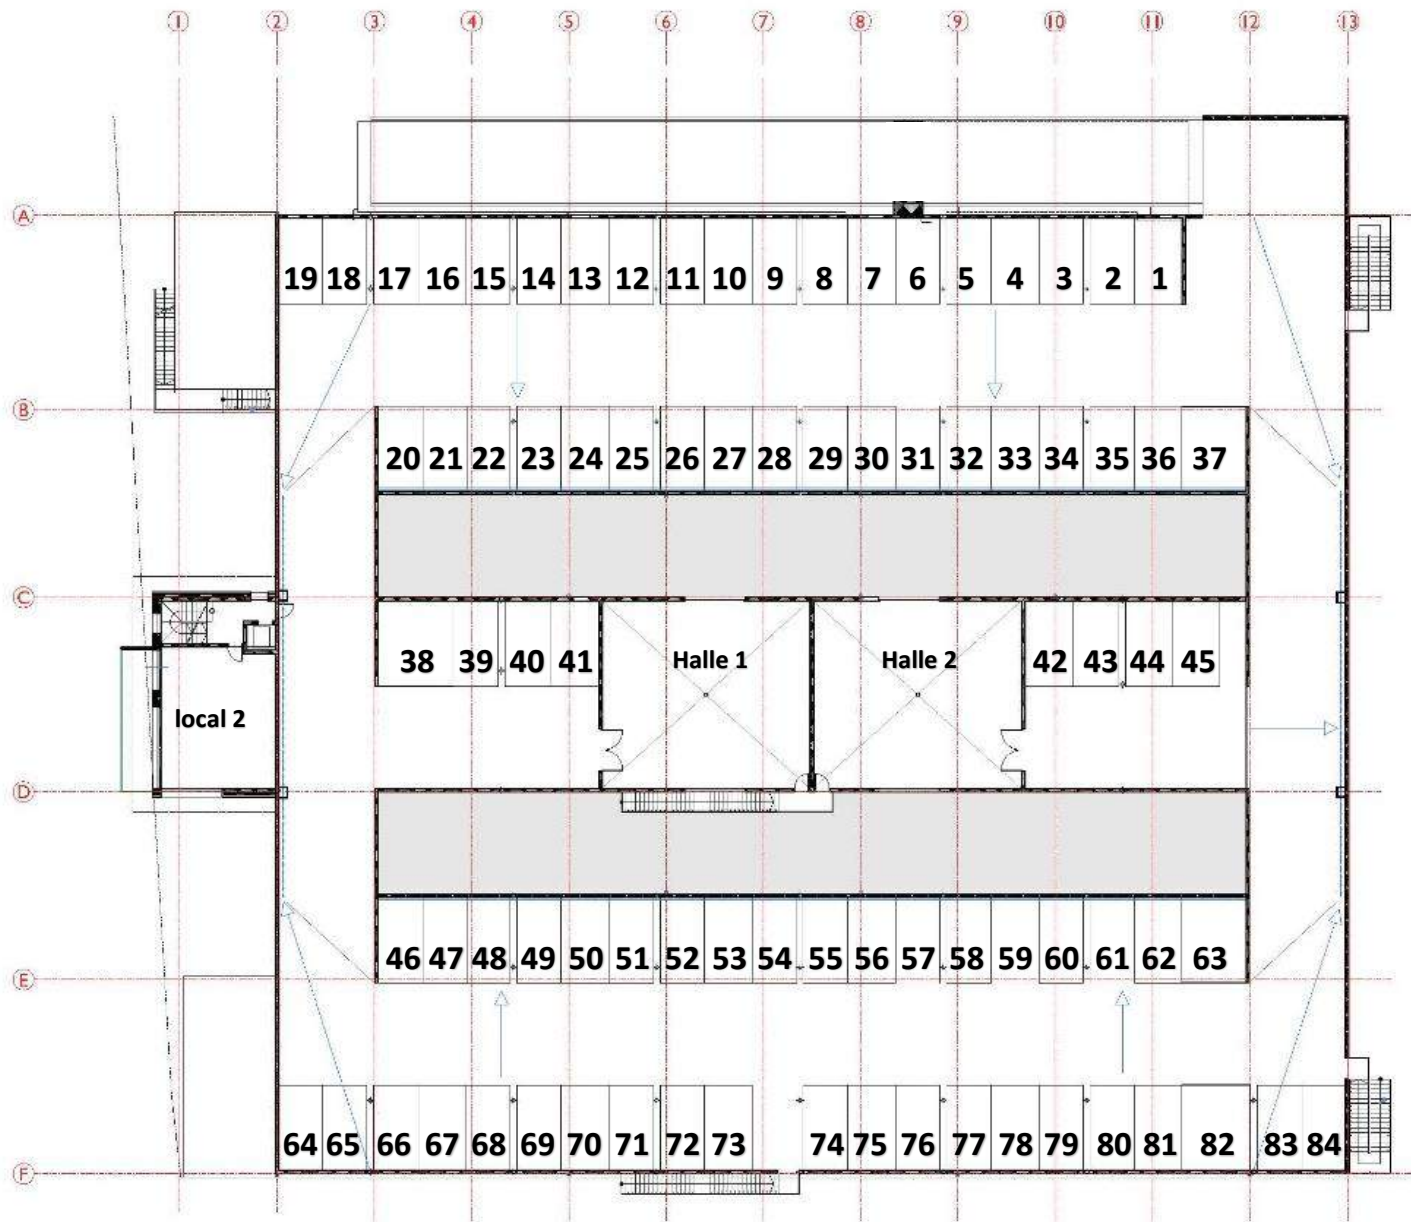 1 2 3 4 5 6 7 8 9 10 11 12 13
A
19 18 17 16 15 14 13 12 11 10 9 8 7 6 5 4 3 2 1
B
20 21 22 23 24 25 26 27 28 29 30 31 32 33 34 35 36 37
C
38 39 40 41 Halle 1 Halle 2 42 43 44 45
local 2
D
46 47 48 49 50 51 52 53 54 55 56 57 58 59 60 61 62 63
E
64 65 66 67 68 69 70 71 72 73 74 75 76 77 78 79 80 81 82 83 84
F